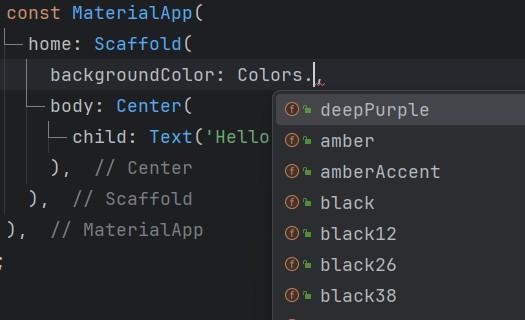 const MaterialApp(
home: Scaffold(
backgroundColor: Colors.,
body: Center(
child: Text('Hello
), // Center
), // Scaffold
), // MaterialApp
;
deepPurple
amber
amberAccent
black
black12
black26
black38